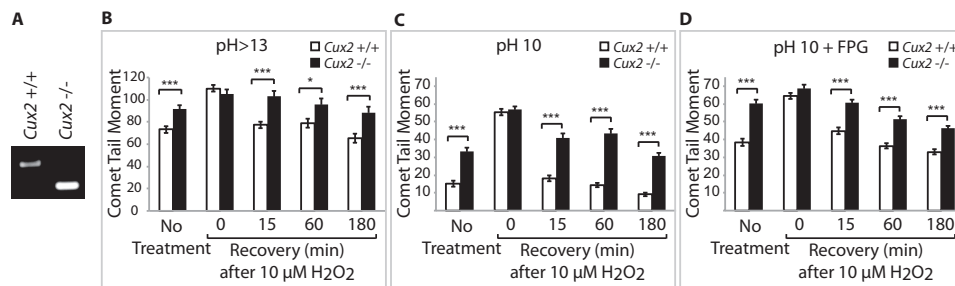 A
Cux2 +/+
Cux2 -/-
B
pH>13
Cux2 +/+
Cux2 -/-
Comet Tail Moment
120
100
80
60
40
20
0
***
***
*
***
No
Treatment
0 15 60 180
Recovery (min)
after 10 μM H2O2
C
pH 10
Cux2 +/+
Cux2 -/-
Comet Tail Moment
70
60
50
40
30
20
10
***
***
***
***
No
Treatment
0 15 60 180
Recovery (min)
after 10 μM H2O2
D
pH 10 + FPG
Cux2 +/+
Cux2 -/-
Comet Tail Moment
70
60
50
40
30
20
10
0
***
***
***
***
No
Treatment
0 15 60 180
Recovery (min)
after 10 μM H2O2